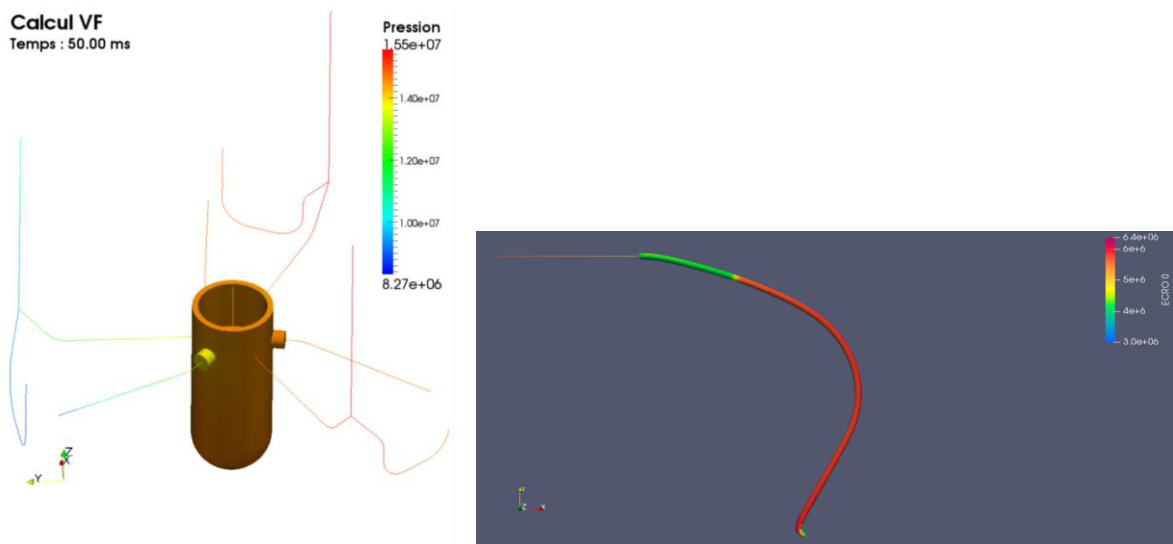 Calcul VF
Temps : 50.00 ms
Pression
1.55e+07
1.40e+07
1.20e+07
1.00e+07
8.27e+06
Z
X
Y
6.4e+06
6e+6
5e+6
4e+6
3.0e+06
ECRO 0
Y
Z
X